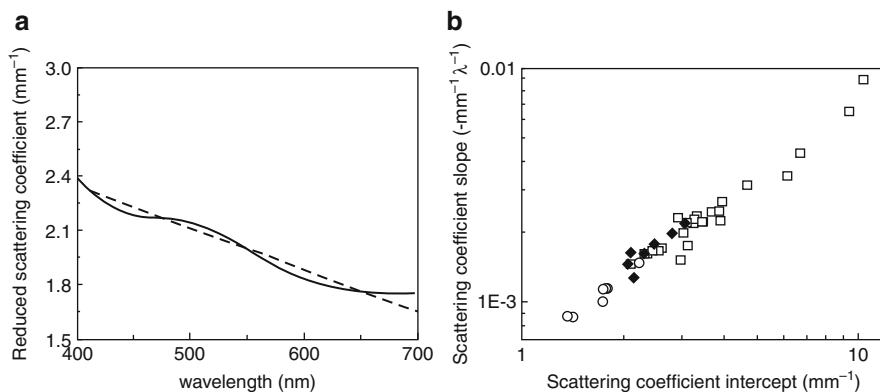 a
Reduced scattering coefficient (mm⁻¹)
3.0
2.7
2.4
2.1
1.8
1.5
400
500
600
700
wavelength (nm)
b
Scattering coefficient slope (-mm⁻¹ λ⁻¹)
0.01
1E-3
1
10
Scattering coefficient intercept (mm⁻¹)